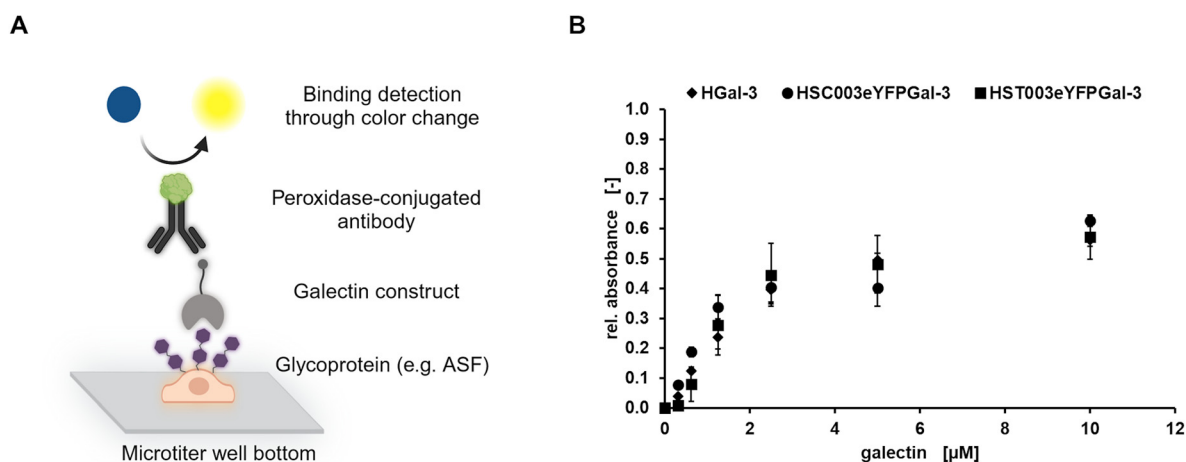 A
Binding detection
through color change
Peroxidase-conjugated
antibody
Galectin construct
Glycoprotein (e.g. ASF)
Microtiter well bottom
B
HGal-3 HSC003eYFPGal-3 HST003eYFPGal-3
1.0
0.9
0.8
0.7
0.6
0.5
0.4
0.3
0.2
0.1
0.0
rel. absorbance [-]
0 2 4 6 8 10 12
galectin [µM]